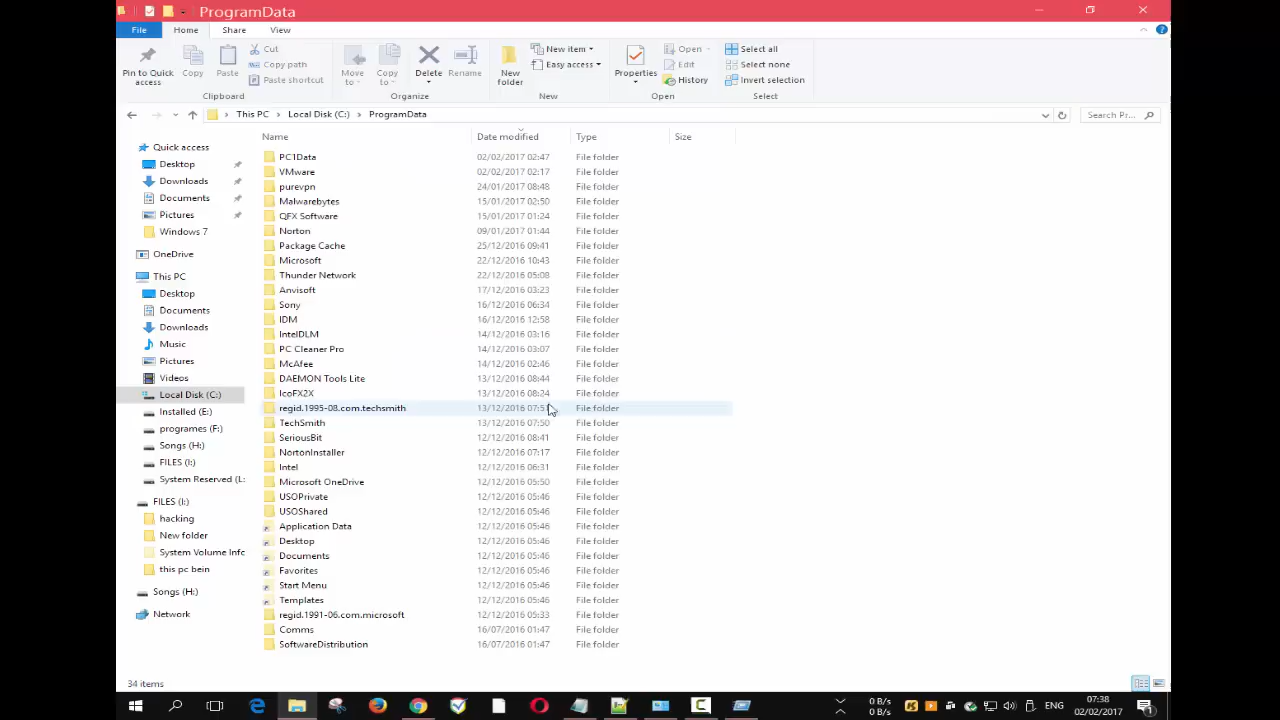 ProgramData
File Home Share View
Pin to Quick access
Copy
Paste
Cut
Copy path
Paste shortcut
Clipboard
Move to
Copy to
Delete
Rename
Organize
New folder
New item
Easy access
New
Properties
Open
Edit
History
Open
Select all
Select none
Invert selection
Select
This PC Local Disk (C:) ProgramData
Search Pr...
Name Date modified Type Size
Quick access
Desktop
Downloads
Documents
Pictures
Windows 7
OneDrive
This PC
Desktop
Documents
Downloads
Music
Pictures
Videos
Local Disk (C:)
Installed (E:)
programes (F:)
Songs (H:)
FILES (I:)
System Reserved (L:
FILES (I:)
hacking
New folder
System Volume Info
this pc bein
Songs (H:)
Network
PC1Data 02/02/2017 02:47 File folder
VMware 02/02/2017 02:17 File folder
purevpn 24/01/2017 08:48 File folder
Malwarebytes 15/01/2017 02:50 File folder
QFX Software 15/01/2017 01:24 File folder
Norton 09/01/2017 01:44 File folder
Package Cache 25/12/2016 09:41 File folder
Microsoft 22/12/2016 10:43 File folder
Thunder Network 22/12/2016 05:08 File folder
Anvisoft 17/12/2016 03:23 File folder
Sony 16/12/2016 06:34 File folder
IDM 16/12/2016 12:58 File folder
IntelDLM 14/12/2016 03:16 File folder
PC Cleaner Pro 14/12/2016 03:07 File folder
McAfee 14/12/2016 02:46 File folder
DAEMON Tools Lite 13/12/2016 08:44 File folder
IcoFX2X 13/12/2016 08:24 File folder
regid.1995-08.com.techsmith 13/12/2016 File folder
TechSmith 13/12/2016 07:50 File folder
SeriousBit 12/12/2016 08:41 File folder
NortonInstaller 12/12/2016 07:17 File folder
Intel 12/12/2016 06:31 File folder
Microsoft OneDrive 12/12/2016 05:50 File folder
USOPrivate 12/12/2016 05:46 File folder
USOShared 12/12/2016 05:46 File folder
Application Data 12/12/2016 05:46 File folder
Desktop 12/12/2016 05:46 File folder
Documents 12/12/2016 05:46 File folder
Favorites 12/12/2016 05:46 File folder
Start Menu 12/12/2016 05:46 File folder
Templates 12/12/2016 05:46 File folder
regid.1991-06.com.microsoft 12/12/2016 05:33 File folder
Comms 16/07/2016 01:47 File folder
SoftwareDistribution 16/07/2016 01:47 File folder
34 items
0 B/s
0 B/s
ENG
07:38
02/02/2017
1